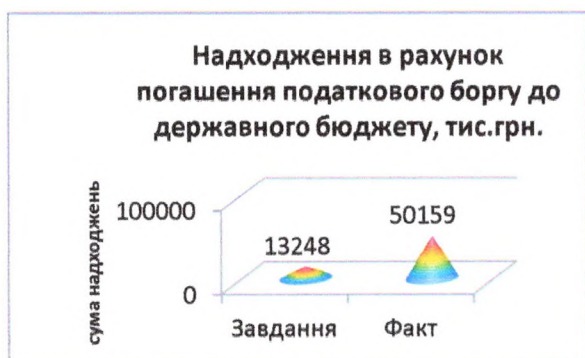 Надходження в рахунок
погашення податкового боргу до
державного бюджету, тис.грн.
сума надходжень
100000
0
13248
50159
Завдання
Факт